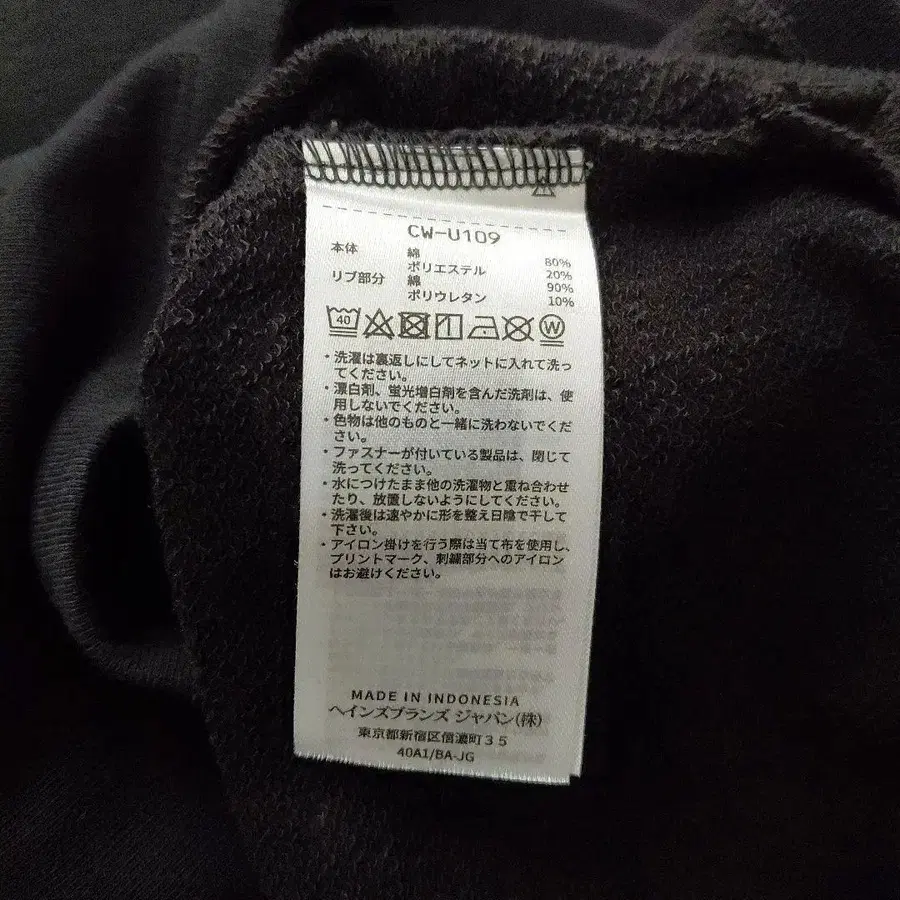 CW-U109
本体 綿 80%
ポリエステル 20%
リブ部分 綿 90%
ポリウレタン 10%
40 W
・洗濯は裏返しにしてネットに入れて洗っ
てください。
・漂白剤、蛍光増白剤を含んだ洗剤は、使
用しないでください。
・色物は他のものと一緒に洗わないでくだ
さい。
・ファスナーが付いている製品は、閉じて
洗ってください。
・水につけたまま他の洗濯物と重ね合わせ
たり、放置しないようにしてください。
・洗濯後は速やかに形を整え日陰で干して
下さい。
・アイロン掛けを行う際は当て布を使用し、
プリントマーク、刺繍部分へのアイロン
はお避けください。
MADE IN INDONESIA
ヘインズブランズ ジャパン(株)
東京都新宿区信濃町35
40A1/BA-JG